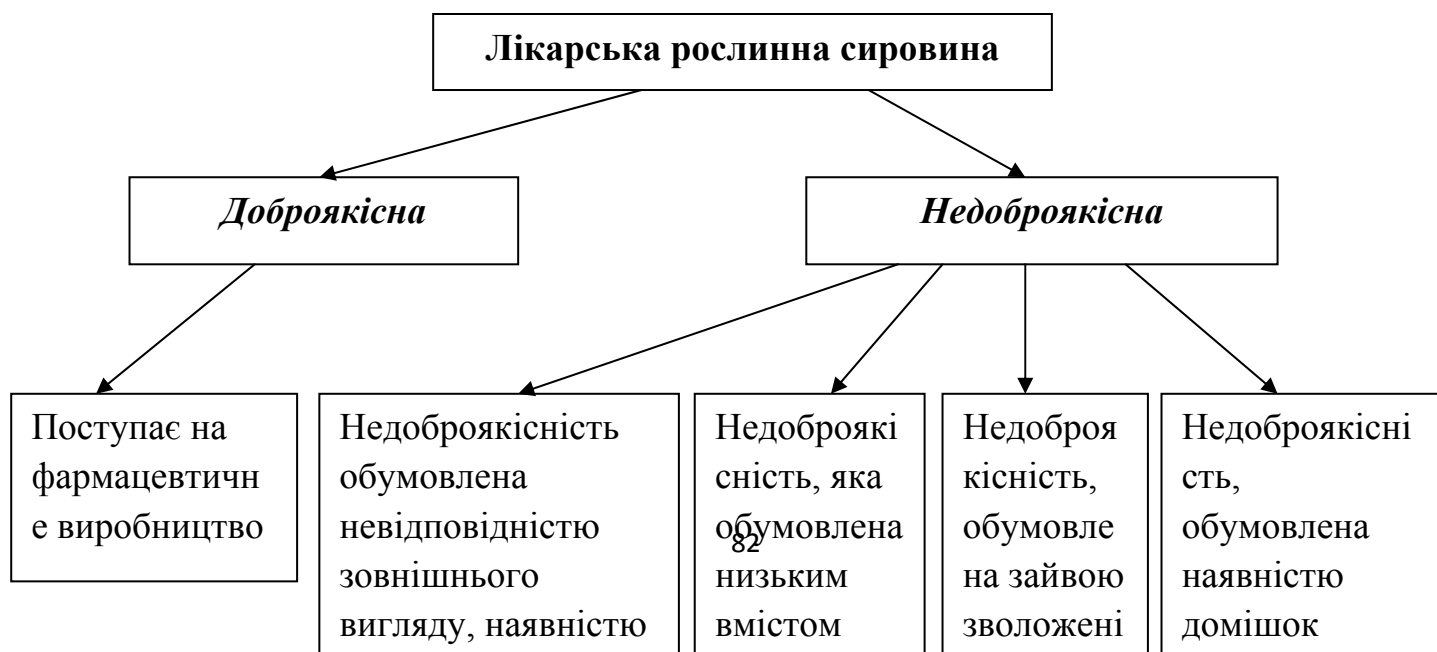 Лікарська рослинна сировина
Доброякісна
Недоброякісна
Поступає на
фармацевтичн
е виробництво
Недоброякісність
обумовлена
невідповідністю
зовнішнього
вигляду, наявністю
Недоброякі
сність, яка
обумовлена
низьким
вмістом
Недоброя
кісність,
обумовле
на зайвою
зволожені
Недоброякісні
сть,
обумовлена
наявністю
домішок
82